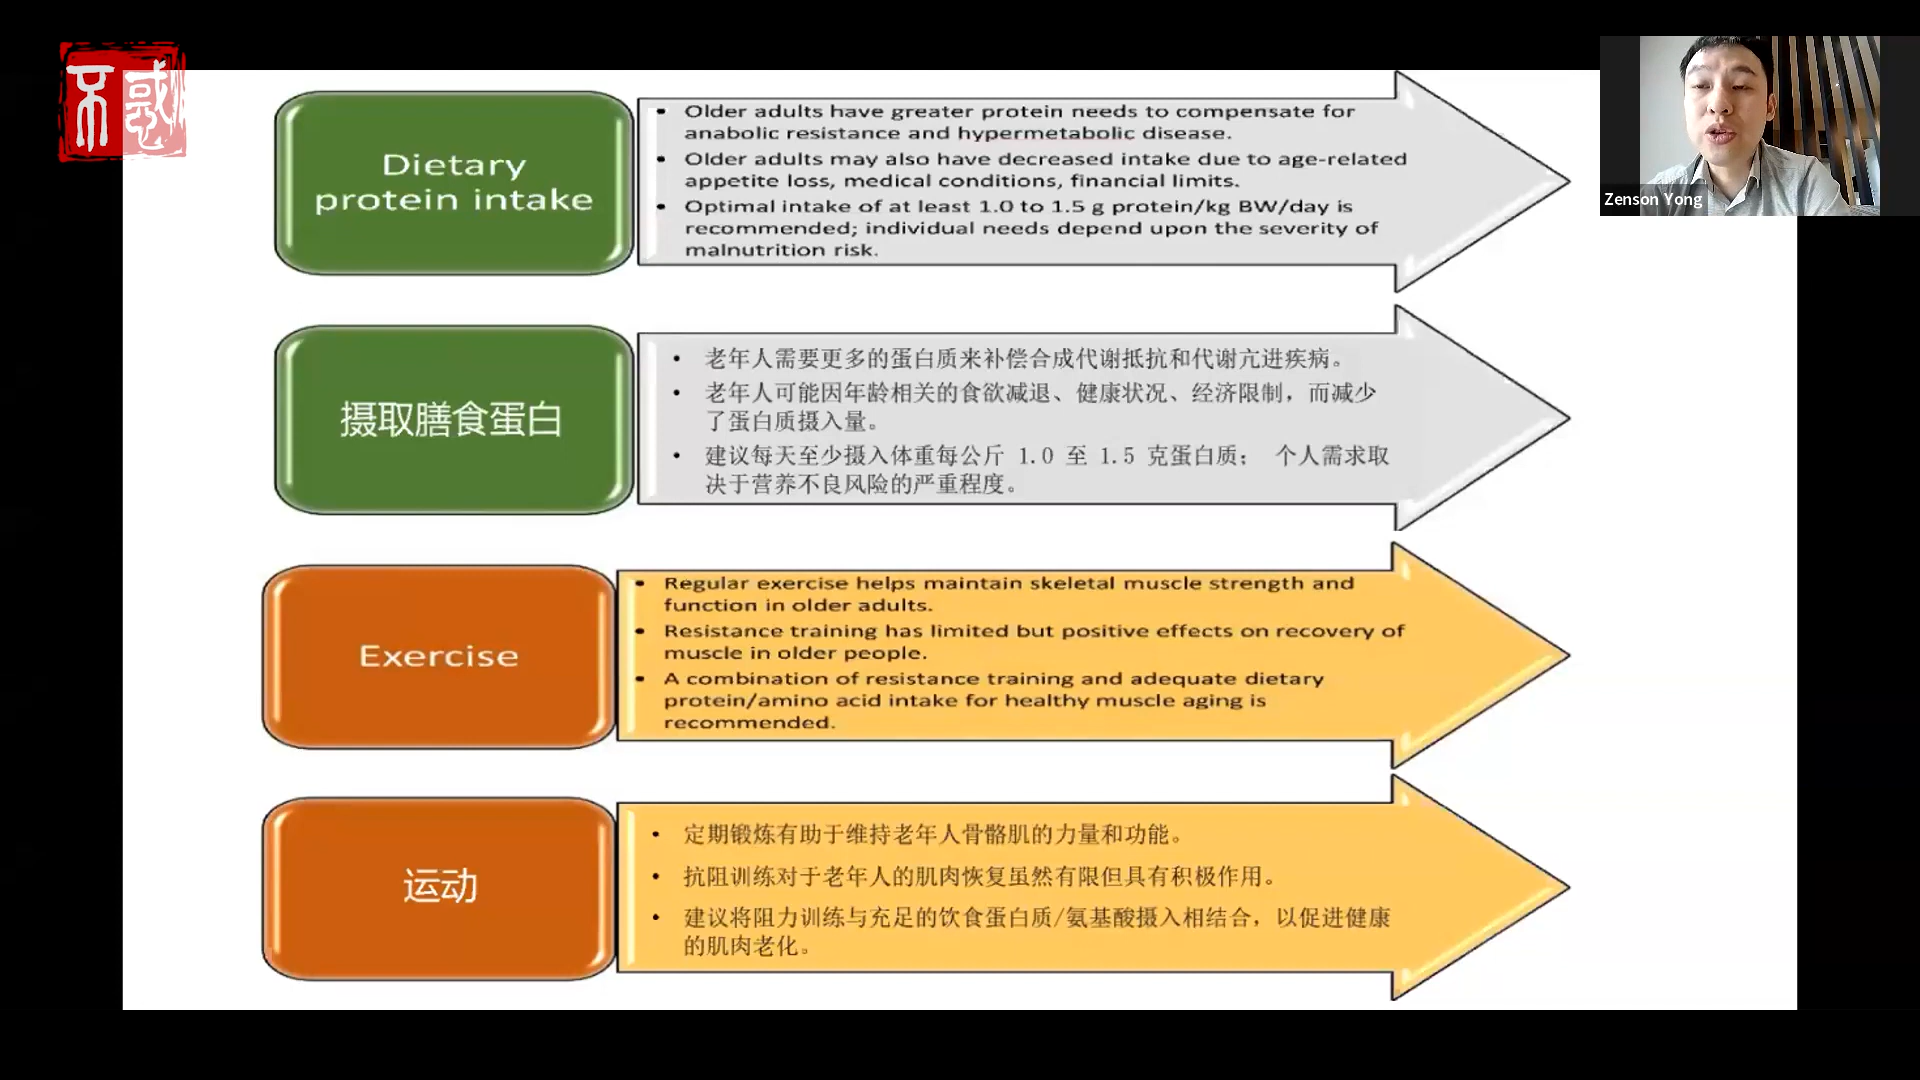 不惑
Dietary
protein intake
• Older adults have greater protein needs to compensate for
anabolic resistance and hypermetabolic disease.
• Older adults may also have decreased intake due to age-related
appetite loss, medical conditions, financial limits.
• Optimal intake of at least 1.0 to 1.5 g protein/kg BW/day is
recommended; individual needs depend upon the severity of
malnutrition risk.
Zenson Yong
摄取膳食蛋白
• 老年人需要更多的蛋白质来补偿合成代谢抵抗和代谢亢进疾病。
• 老年人可能因年龄相关的食欲减退、健康状况、经济限制，而减少
了蛋白质摄入量。
• 建议每天至少摄入体重每公斤 1.0 至 1.5 克蛋白质； 个人需求取
决于营养不良风险的严重程度。
Exercise
• Regular exercise helps maintain skeletal muscle strength and
function in older adults.
• Resistance training has limited but positive effects on recovery of
muscle in older people.
• A combination of resistance training and adequate dietary
protein/amino acid intake for healthy muscle aging is
recommended.
运动
• 定期锻炼有助于维持老年人骨骼肌的力量和功能。
• 抗阻训练对于老年人的肌肉恢复虽然有限但具有积极作用。
• 建议将阻力训练与充足的饮食蛋白质/氨基酸摄入相结合，以促进健康
的肌肉老化。